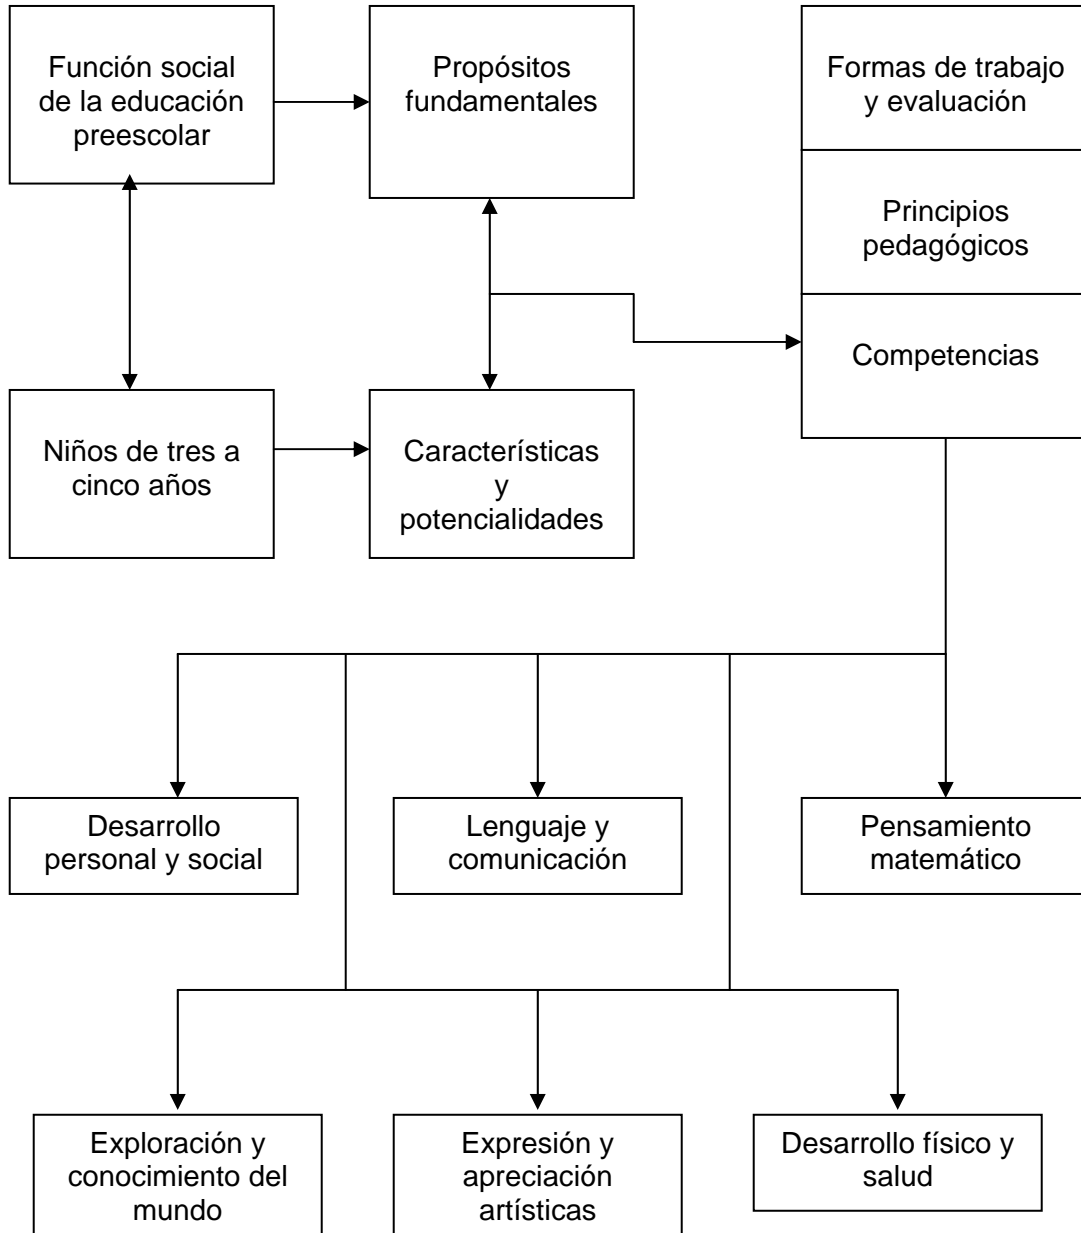 Función social
de la educación
preescolar
Propósitos
fundamentales
Formas de trabajo
y evaluación
Principios
pedagógicos
Competencias
Niños de tres a
cinco años
Características
y
potencialidades
Desarrollo
personal y social
Lenguaje y
comunicación
Pensamiento
matemático
Exploración y
conocimiento del
mundo
Expresión y
apreciación
artísticas
Desarrollo físico y
salud